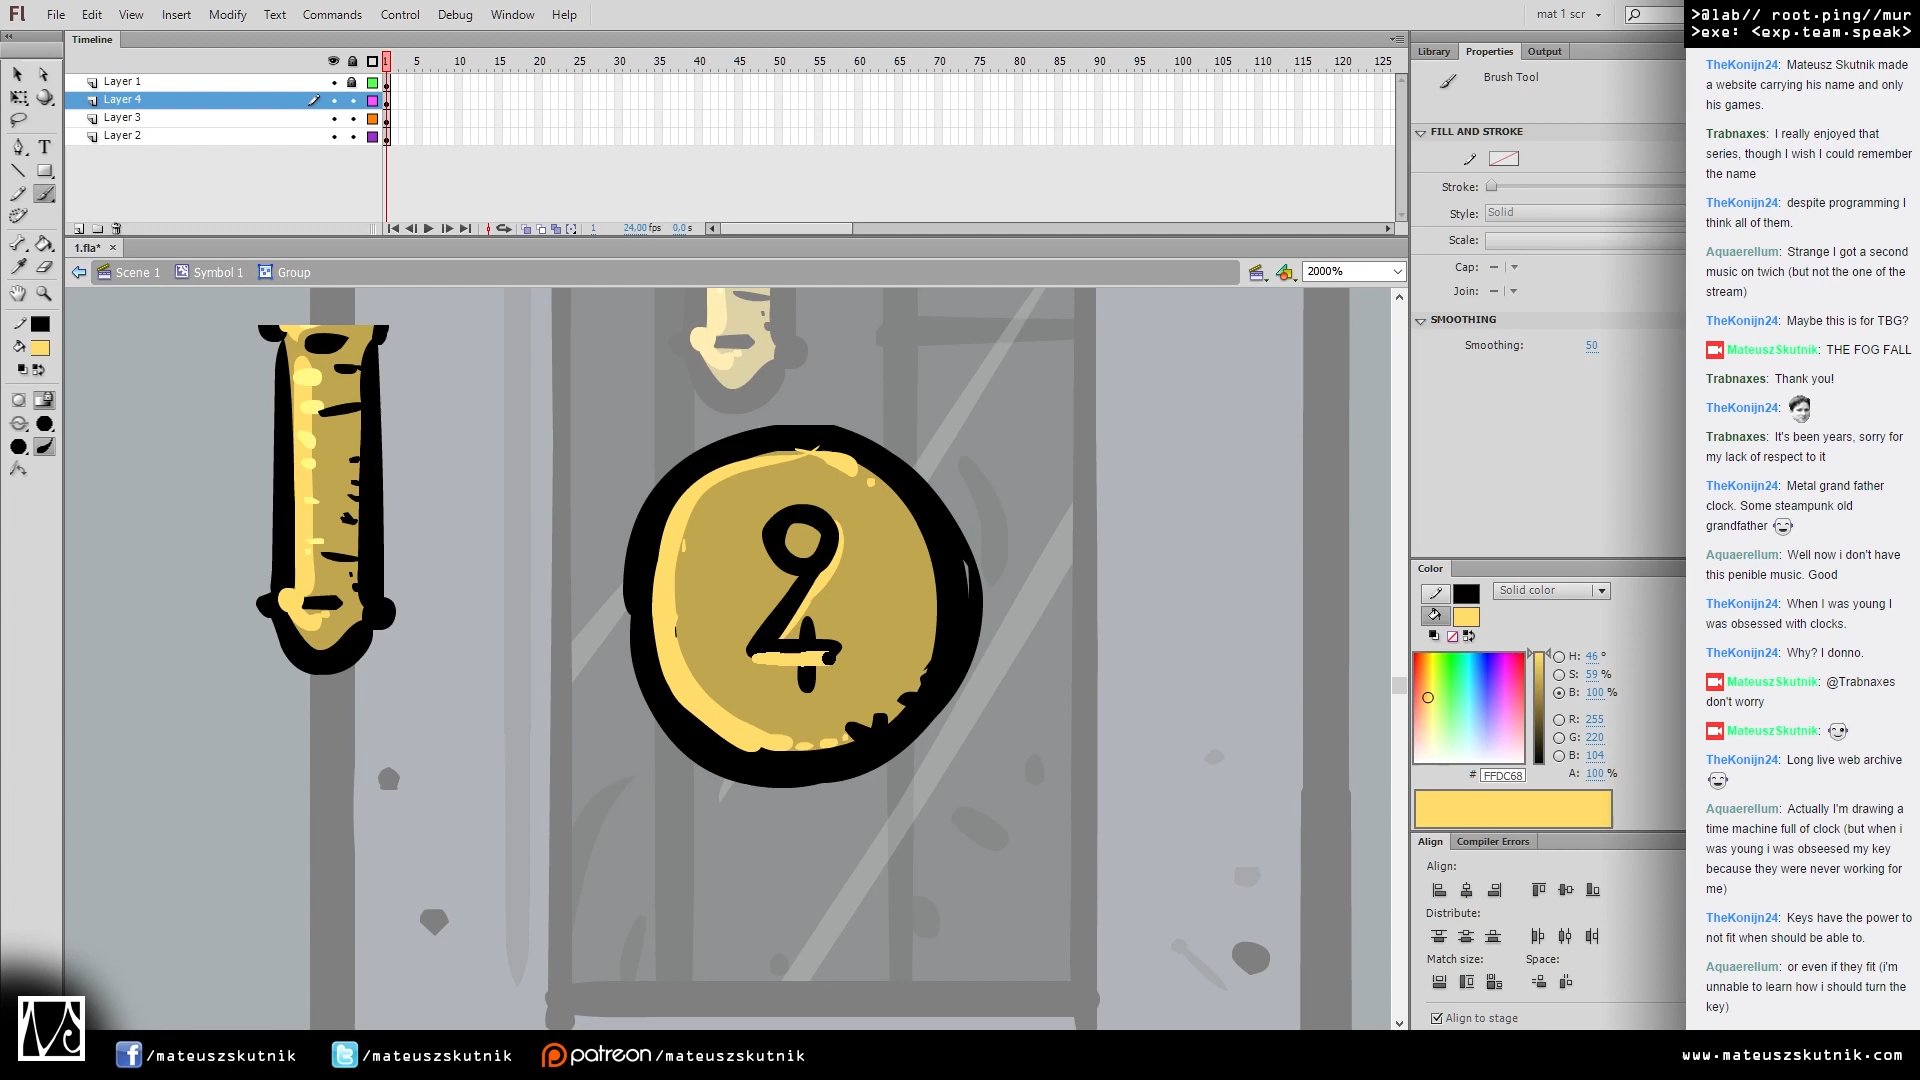 Fl File Edit View Insert Modify Text Commands Control Debug Window Help
mat 1 scr
>@lab// root.ping//mur
>exe: <exp.team.speak>
Timeline
1 5 10 15 20 25 30 35 40 45 50 55 60 65 70 75 80 85 90 95 100 105 110 115 120 125
Layer 1
Layer 4
Layer 3
Layer 2
1 24,00 fps 0,0 s
1.fla* ×
Scene 1 Symbol 1 Group
2000%
Library Properties Output
Brush Tool
FILL AND STROKE
Stroke:
Style: Solid
Scale:
Cap:
Join:
SMOOTHING
Smoothing: 50
Color
Solid color
H: 46 °
S: 59 %
B: 100 %
R: 255
G: 220
B: 104
# FFDC68
A: 100 %
Align Compiler Errors
Align:
Distribute:
Match size: Space:
Align to stage
TheKonijn24: Mateusz Skutnik made
a website carrying his name and only
his games.
Trabnaxes: I really enjoyed that
series, though I wish I could remember
the name
TheKonijn24: despite programming I
think all of them.
Aquaerellum: Strange I got a second
music on twich (but not the one of the
stream)
TheKonijn24: Maybe this is for TBG?
MateuszSkutnik: THE FOG FALL
Trabnaxes: Thank you!
TheKonijn24:
Trabnaxes: It's been years, sorry for
my lack of respect to it
TheKonijn24: Metal grand father
clock. Some steampunk old
grandfather
Aquaerellum: Well now i don't have
this penible music. Good
TheKonijn24: When I was young I
was obsessed with clocks.
TheKonijn24: Why? I donno.
MateuszSkutnik: @Trabnaxes
don't worry
MateuszSkutnik:
TheKonijn24: Long live web archive
Aquaerellum: Actually I'm drawing a
time machine full of clock (but when i
was young i was obseesed my key
because they were never working for
me)
TheKonijn24: Keys have the power to
not fit when should be able to.
Aquaerellum: or even if they fit (i'm
unable to learn how i should turn the
key)
/mateuszskutnik /mateuszskutnik patreon/mateuszskutnik
www.mateuszskutnik.com